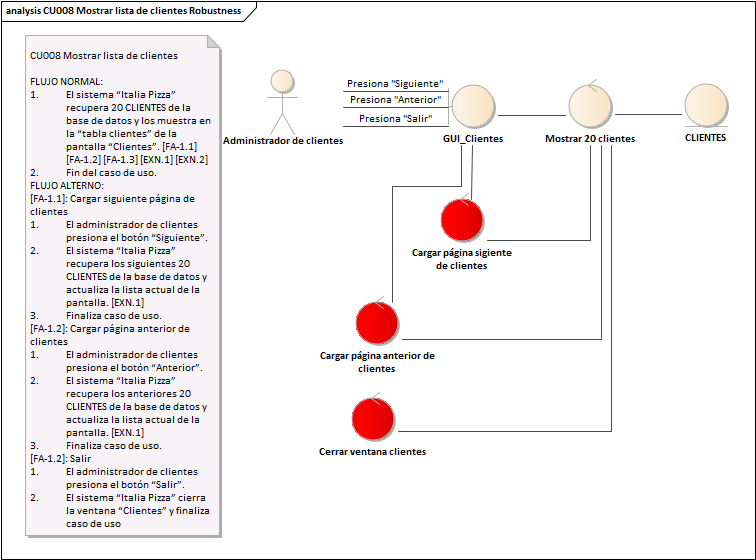 analysis CU008 Mostrar lista de clientes Robustness
CU008 Mostrar lista de clientes
FLUJO NORMAL:
1. El sistema “Italia Pizza”
recupera 20 CLIENTES de la
base de datos y los muestra en
la “tabla clientes” de la
pantalla “Clientes”. [FA-1.1]
[FA-1.2] [FA-1.3] [EXN.1] [EXN.2]
2. Fin del caso de uso.
FLUJO ALTERNO:
[FA-1.1]: Cargar siguiente página de
clientes
1. El administrador de clientes
presiona el botón “Siguiente”.
2. El sistema “Italia Pizza”
recupera los siguientes 20
CLIENTES de la base de datos y
actualiza la lista actual de la
pantalla. [EXN.1]
3. Finaliza caso de uso.
[FA-1.2]: Cargar página anterior de
clientes
1. El administrador de clientes
presiona el botón “Anterior”.
2. El sistema “Italia Pizza”
recupera los anteriores 20
CLIENTES de la base de datos y
actualiza la lista actual de la
pantalla. [EXN.1]
3. Finaliza caso de uso.
[FA-1.2]: Salir
1. El administrador de clientes
presiona el botón “Salir”.
2. El sistema “Italia Pizza” cierra
la ventana “Clientes” y finaliza
caso de uso
Administrador de clientes
Presiona "Siguiente"
Presiona "Anterior"
Presiona "Salir"
GUI_Clientes
Mostrar 20 clientes
CLIENTES
Cargar página sigiente
de clientes
Cargar página anterior de
clientes
Cerrar ventana clientes